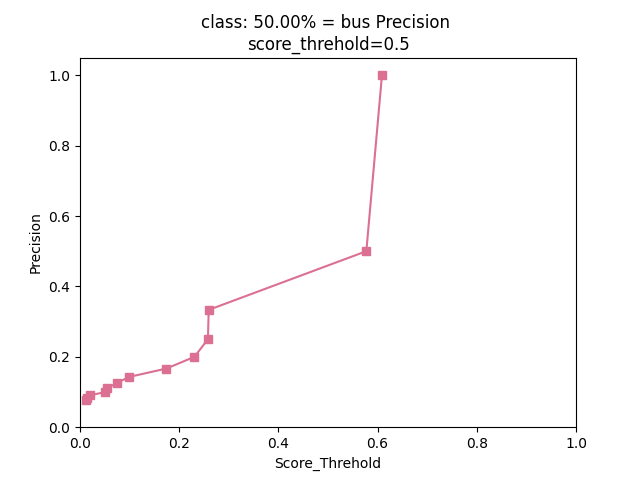 class: 50.00% = bus Precision
score_threhold=0.5
Precision
1.0
0.8
0.6
0.4
0.2
0.0
0.0 0.2 0.4 0.6 0.8 1.0
Score_Threhold